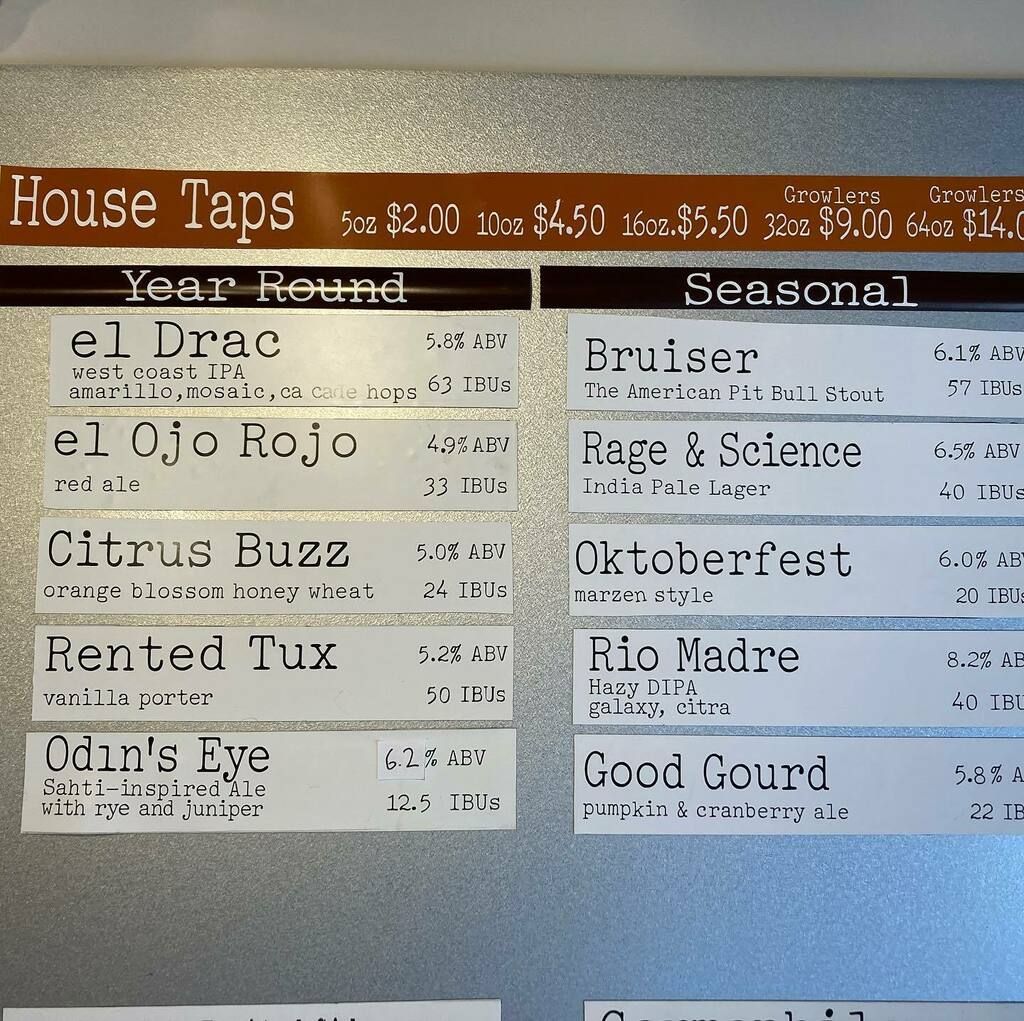 House Taps 5oz $2.00 10oz $4.50 16oz.$5.50 Growlers 32oz $9.00 Growlers 64oz $14.0
Year Round
el Drac 5.8% ABV
west coast IPA
amarillo,mosaic,ca cade hops 63 IBUs
el Ojo Rojo 4.9% ABV
red ale 33 IBUs
Citrus Buzz 5.0% ABV
orange blossom honey wheat 24 IBUs
Rented Tux 5.2% ABV
vanilla porter 50 IBUs
Odin's Eye 6.2% ABV
Sahti-inspired Ale
with rye and juniper 12.5 IBUs
Seasonal
Bruiser 6.1% ABV
The American Pit Bull Stout 57 IBUs
Rage & Science 6.5% ABV
India Pale Lager 40 IBUs
Oktoberfest 6.0% AB
marzen style 20 IBUs
Rio Madre 8.2% AB
Hazy DIPA
galaxy, citra 40 IBU
Good Gourd 5.8% A
pumpkin & cranberry ale 22 IB